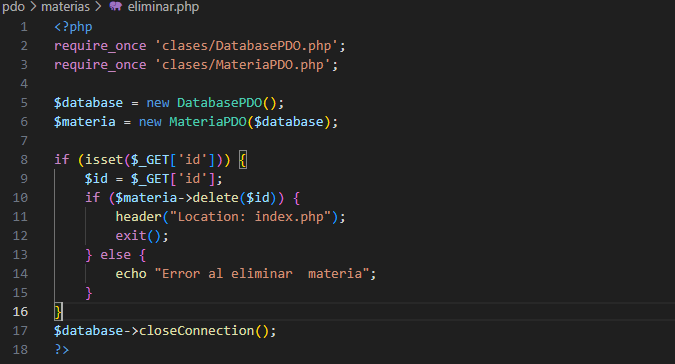 pdo > materias > eliminar.php
1 <?php
2 require_once 'clases/DatabasePDO.php';
3 require_once 'clases/MateriaPDO.php';
4
5 $database = new DatabasePDO();
6 $materia = new MateriaPDO($database);
7
8 if (isset($_GET['id'])) {
9     $id = $_GET['id'];
10     if ($materia->delete($id)) {
11         header("Location: index.php");
12         exit();
13     } else {
14         echo "Error al eliminar  materia";
15     }
16 }
17 $database->closeConnection();
18 ?>